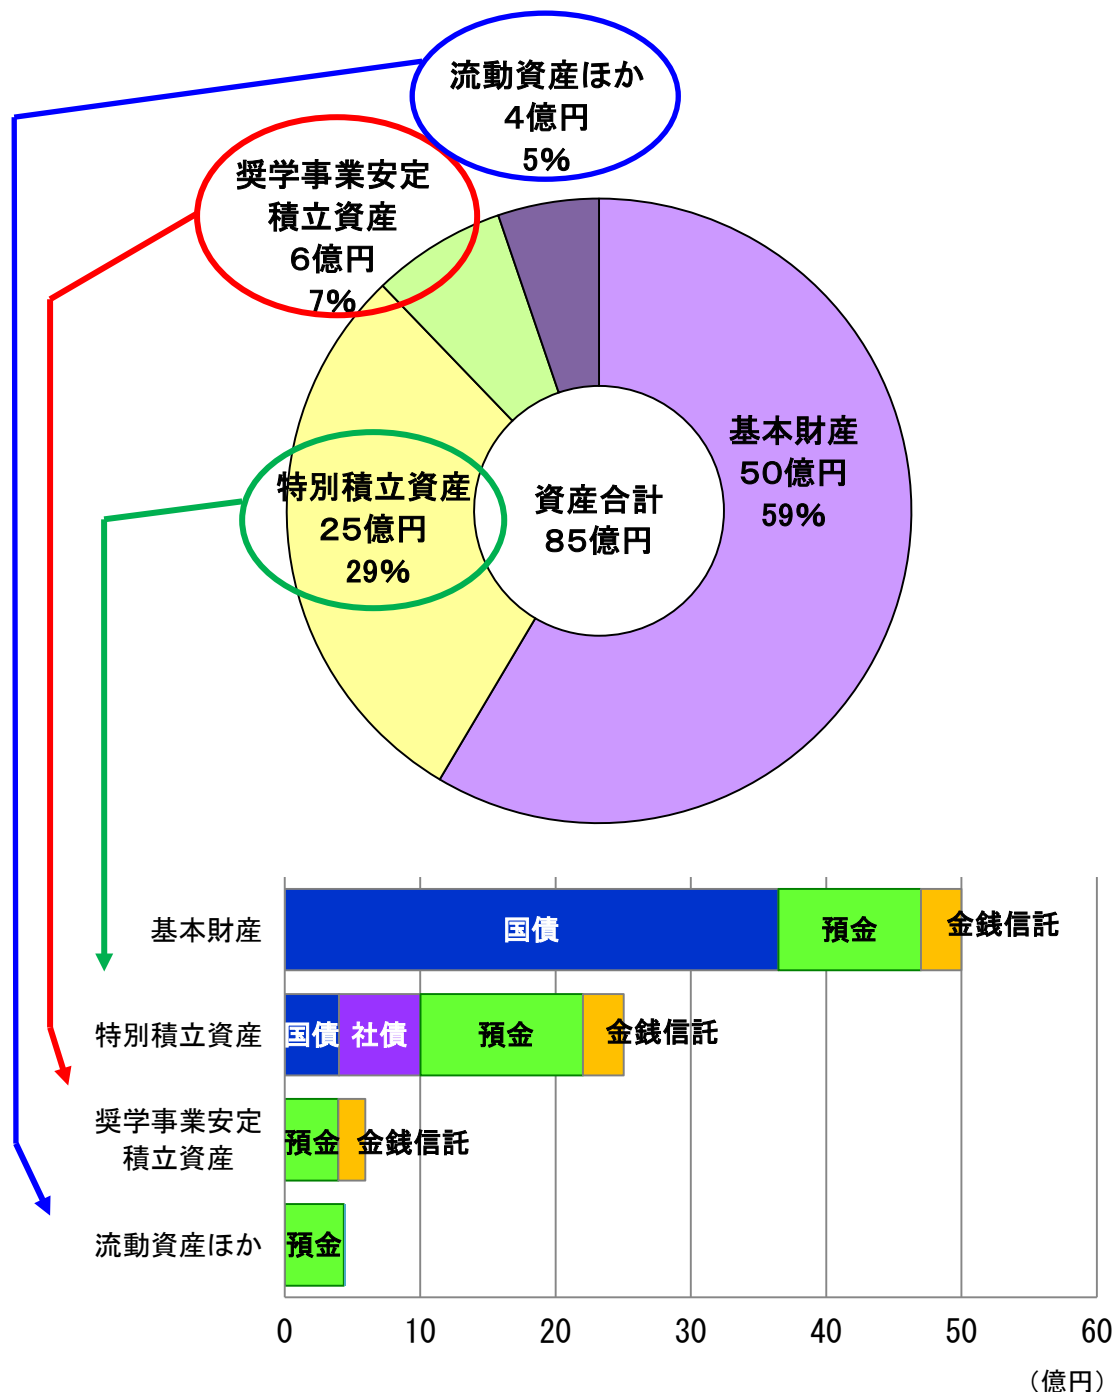 流動資産ほか
4億円
5%
奨学事業安定
積立資産
6億円
7%
基本財産
50億円
59%
特別積立資産
25億円
29%
資産合計
85億円
基本財産
国債
預金
金銭信託
特別積立資産
国債
社債
預金
金銭信託
奨学事業安定
積立資産
預金
金銭信託
流動資産ほか
預金
0 10 20 30 40 50 60
（億円）